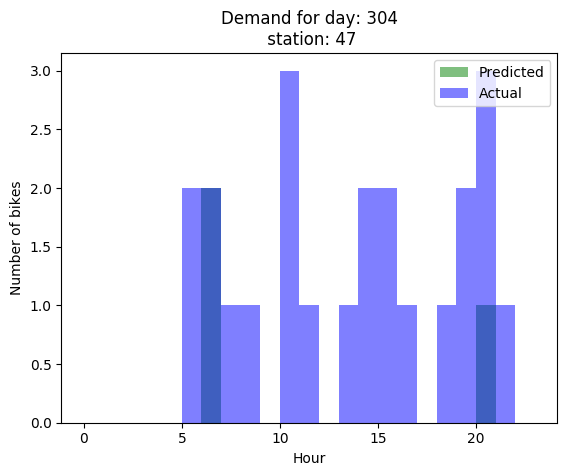 Demand for day: 304
station: 47
Predicted
Actual
Number of bikes
3.0
2.5
2.0
1.5
1.0
0.5
0.0
0 5 10 15 20
Hour